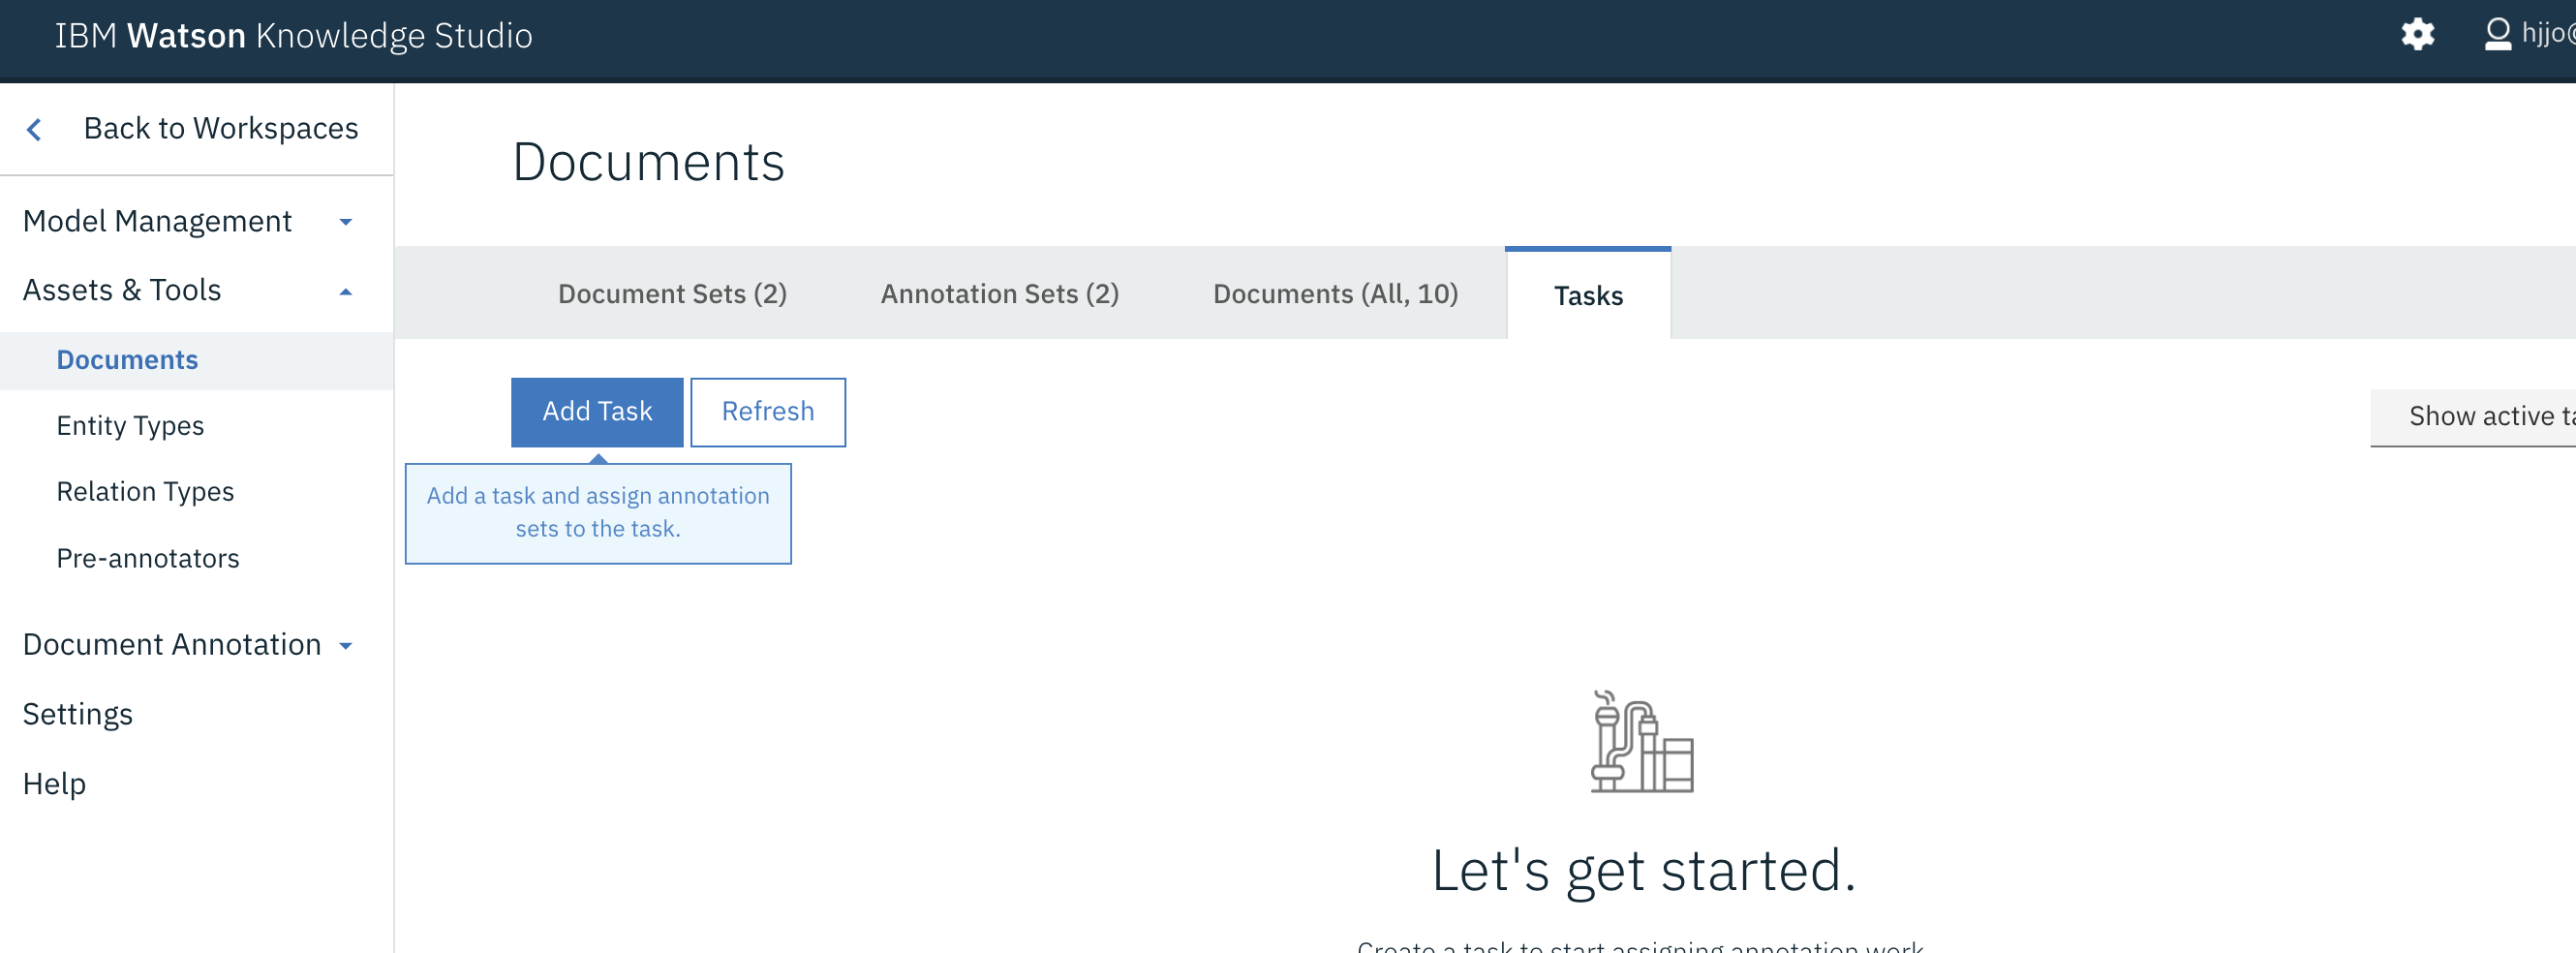 IBM Watson Knowledge Studio
hjjo@
Back to Workspaces
Model Management
Assets & Tools
Documents
Entity Types
Relation Types
Pre-annotators
Document Annotation
Settings
Help
Documents
Document Sets (2)
Annotation Sets (2)
Documents (All, 10)
Tasks
Add Task
Refresh
Show active
Add a task and assign annotation
sets to the task.
Let's get started.
Create a task to start assigning annotation work